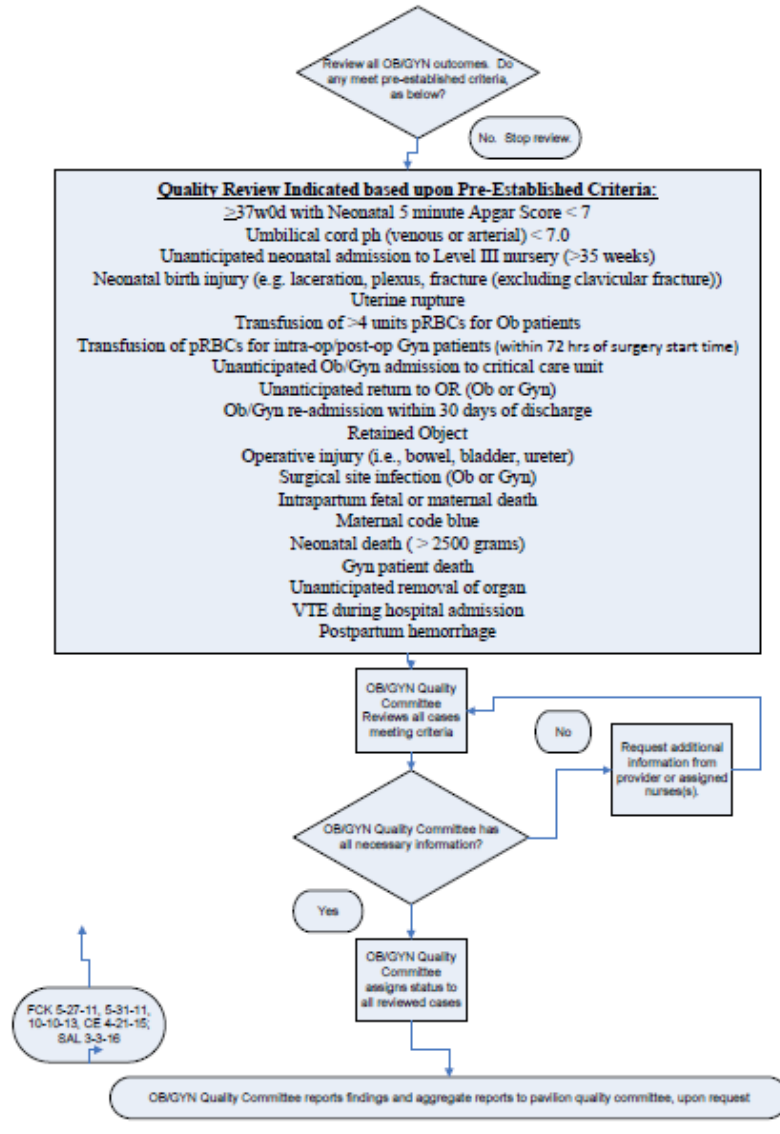 Review all OB/GYN outcomes. Do
any meet pre-established criteria,
as below?
No. Stop review.
Quality Review Indicated based upon Pre-Established Criteria:
≥37w0d with Neonatal 5 minute Apgar Score < 7
Umbilical cord ph (venous or arterial) < 7.0
Unanticipated neonatal admission to Level III nursery (>35 weeks)
Neonatal birth injury (e.g. laceration, plexus, fracture (excluding clavicular fracture))
Uterine rupture
Transfusion of >4 units pRBCs for Ob patients
Transfusion of pRBCs for intra-op/post-op Gyn patients (within 72 hrs of surgery start time)
Unanticipated Ob/Gyn admission to critical care unit
Unanticipated return to OR (Ob or Gyn)
Ob/Gyn re-admission within 30 days of discharge
Retained Object
Operative injury (i.e., bowel, bladder, ureter)
Surgical site infection (Ob or Gyn)
Intrapartum fetal or maternal death
Maternal code blue
Neonatal death ( > 2500 grams)
Gyn patient death
Unanticipated removal of organ
VTE during hospital admission
Postpartum hemorrhage
OB/GYN Quality
Committee
Reviews all cases
meeting criteria
No
Request additional
information from
provider or assigned
nurses(s).
OB/GYN Quality Committee has
all necessary information?
Yes
OB/GYN Quality
Committee
assigns status to
all reviewed cases
FCK 5-27-11, 5-31-11,
10-10-13, CE 4-21-15;
SAL 3-3-16
OB/GYN Quality Committee reports findings and aggregate reports to pavilion quality committee, upon request